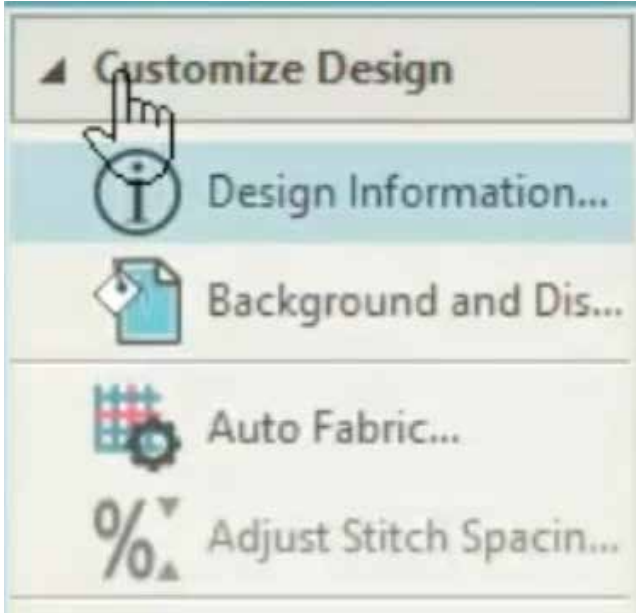 Customize Design
Design Information...
Background and Dis...
Auto Fabric...
Adjust Stitch Spacin...